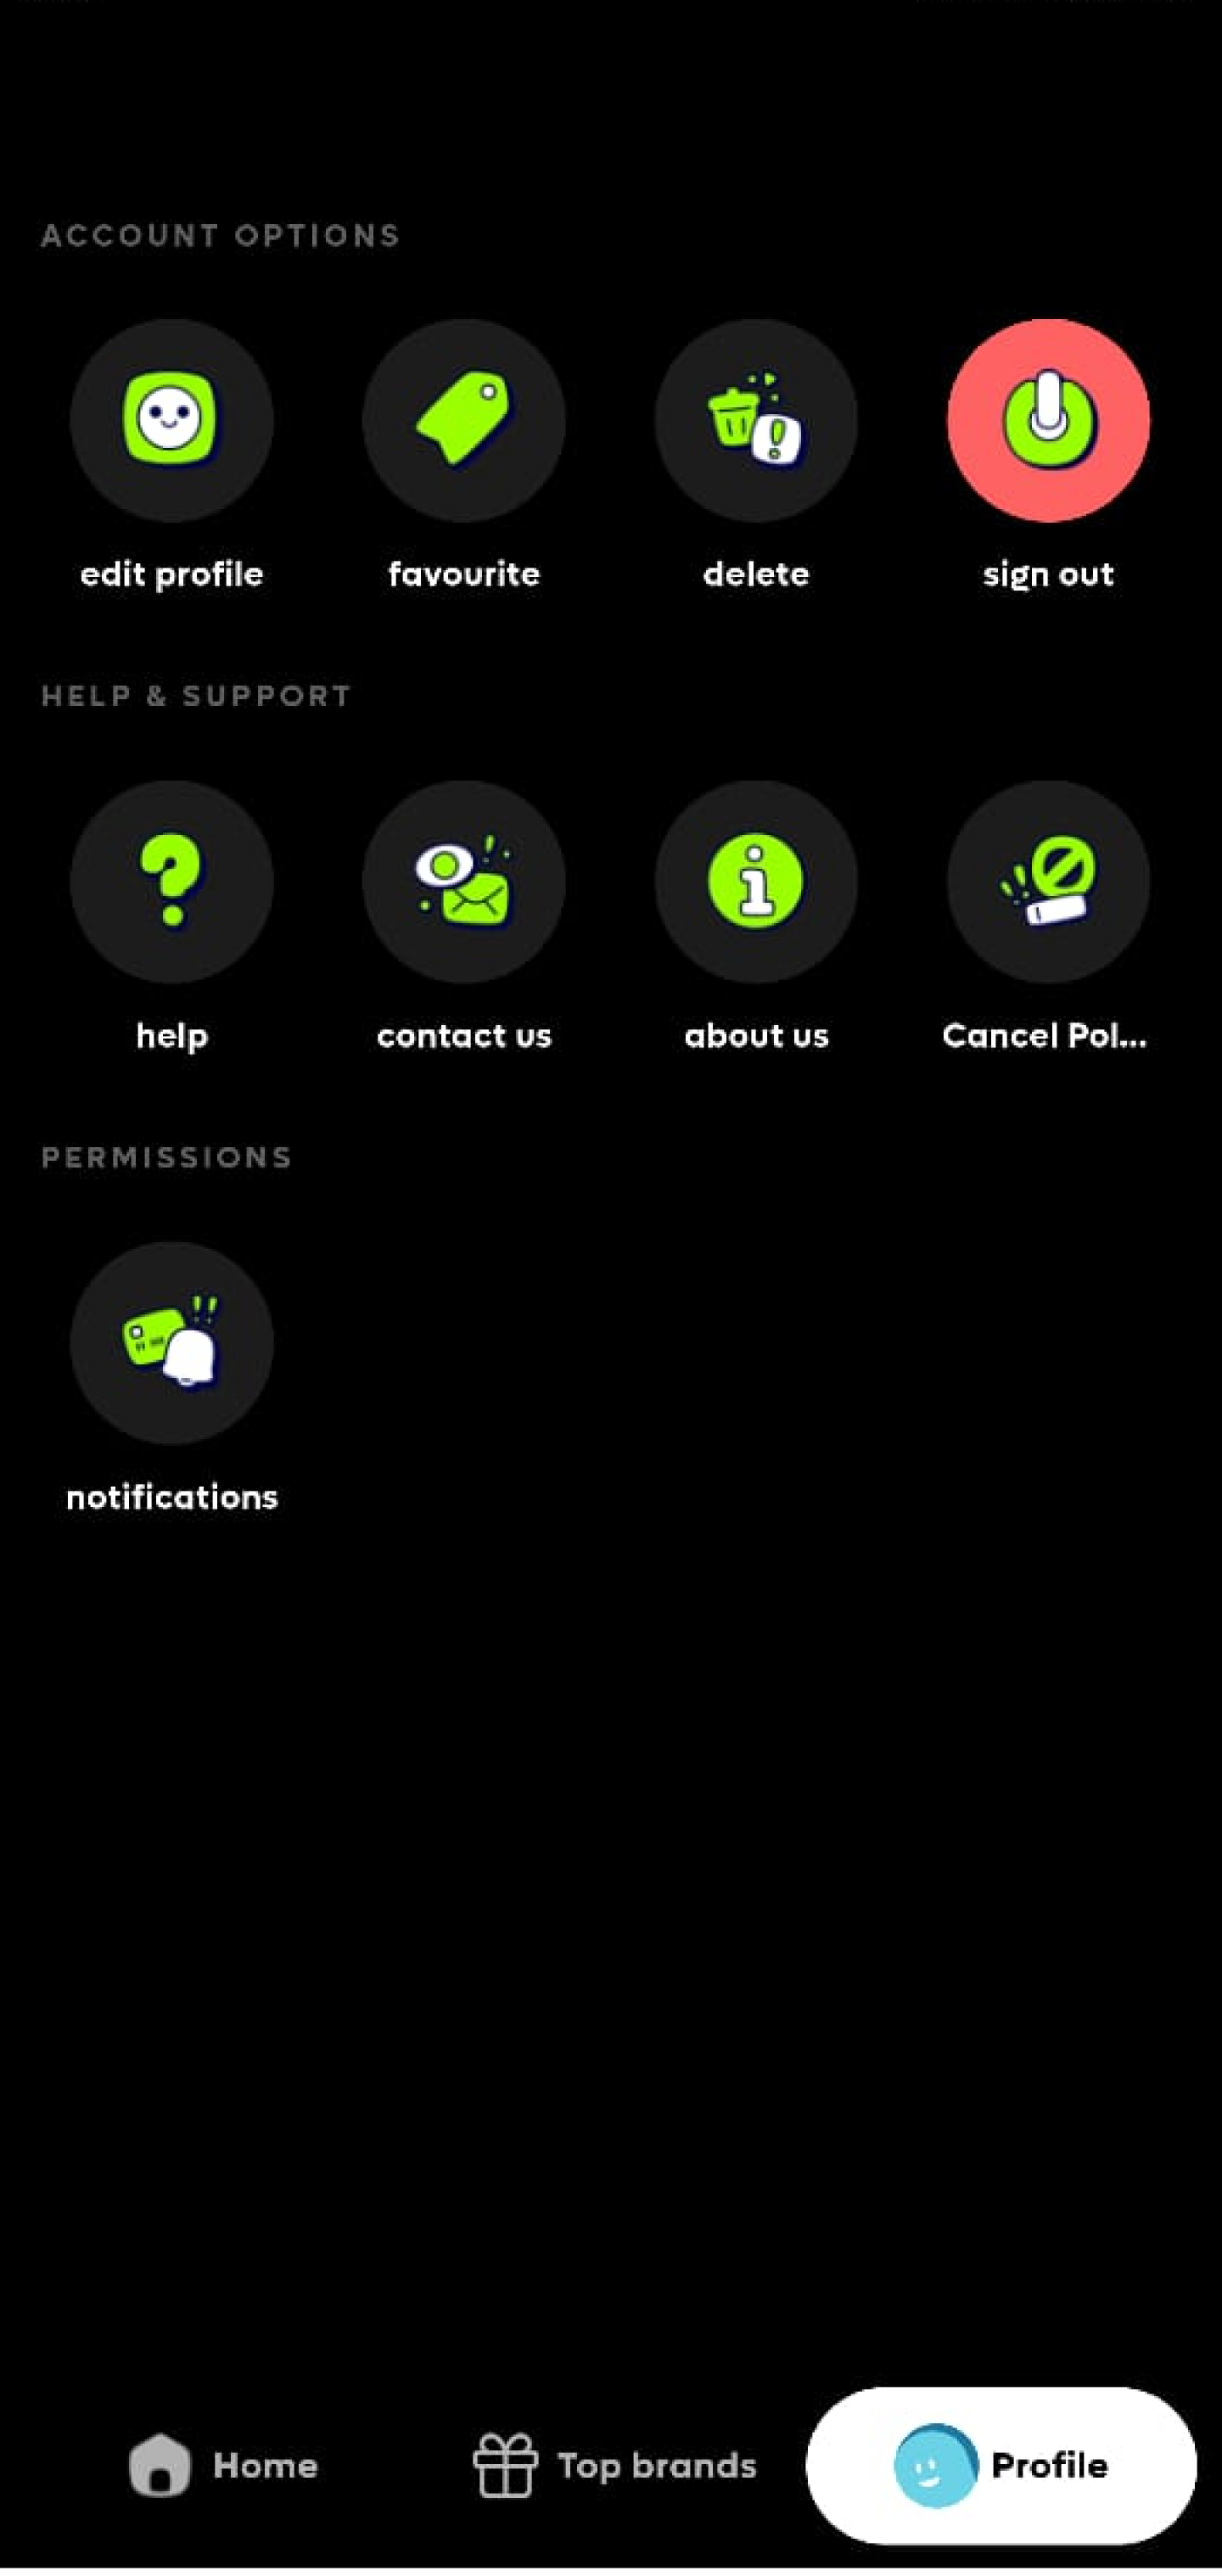 ACCOUNT OPTIONS
edit profile
favourite
delete
sign out
HELP & SUPPORT
help
contact us
about us
Cancel Pol...
PERMISSIONS
notifications
Home
Top brands
Profile